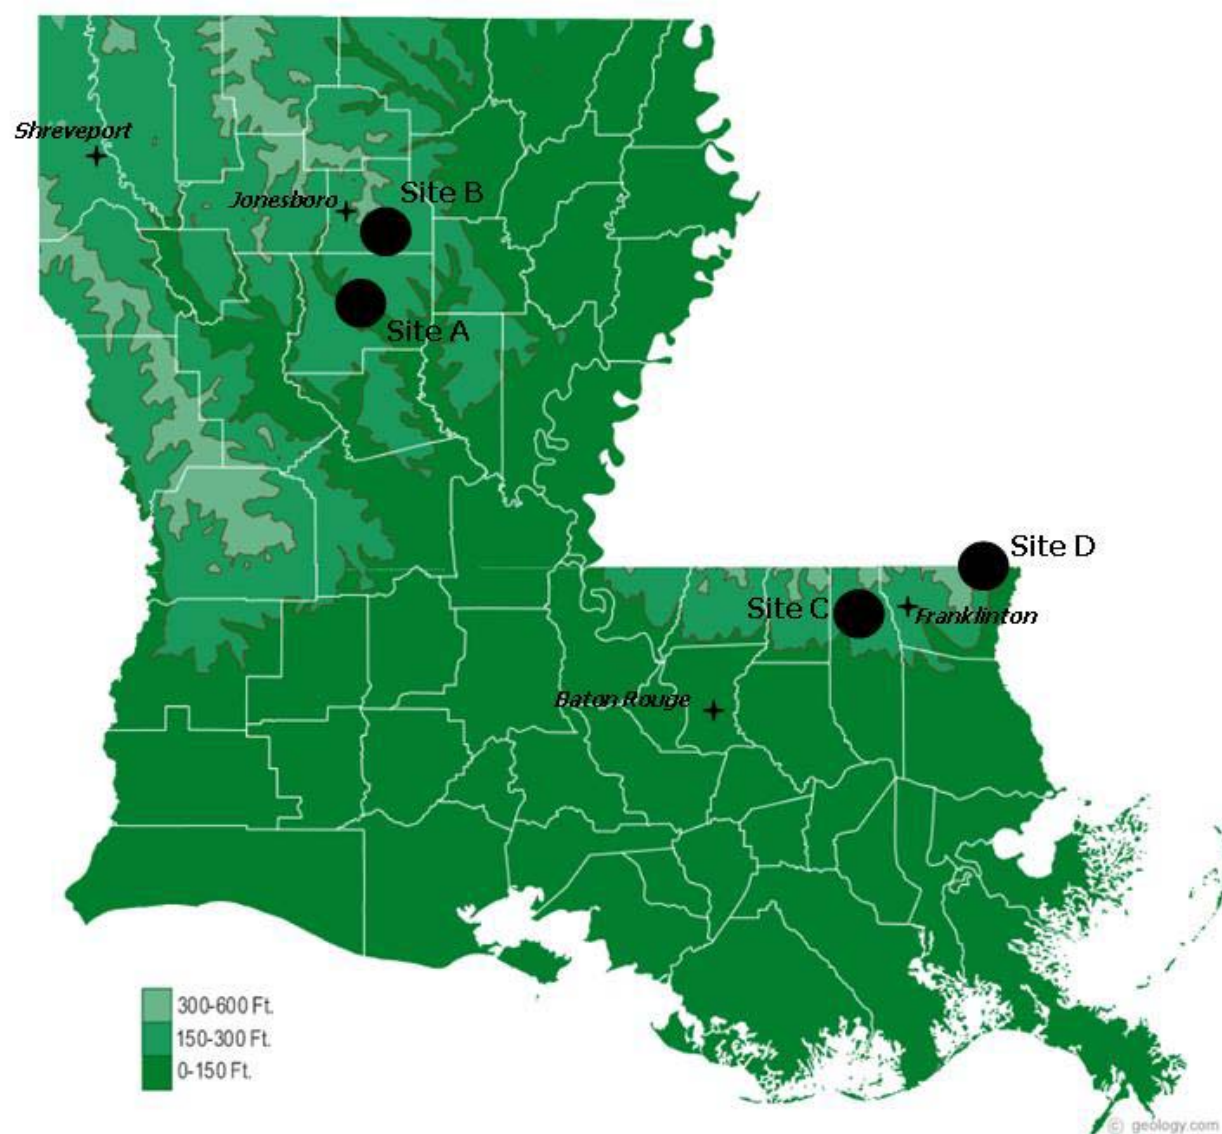 Shreveport
Jonesboro
Site B
Site A
Site D
Site C
Franklinton
Baton Rouge
300-600 Ft.
150-300 Ft.
0-150 Ft.
© geology.com